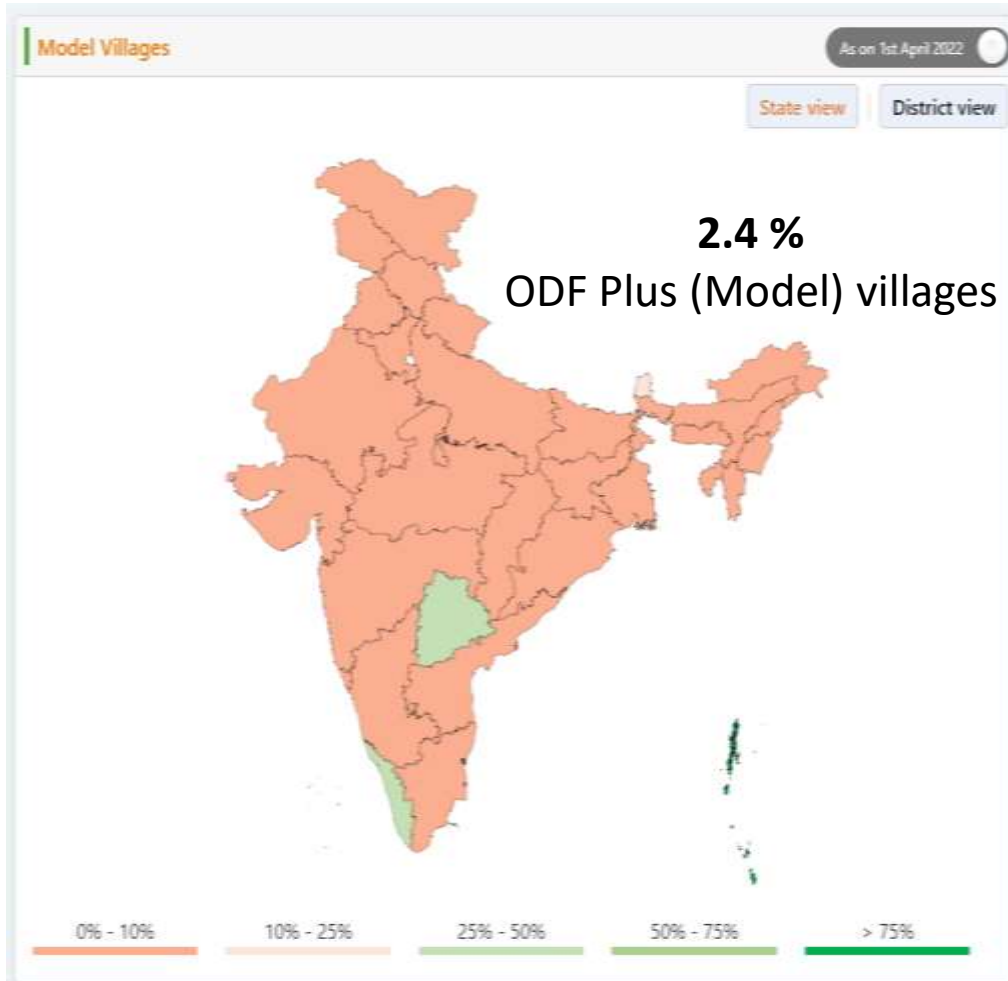 Model Villages
As on 1st April 2022
State view
District view
2.4 %
ODF Plus (Model) villages
0% - 10%
10% - 25%
25% - 50%
50% - 75%
> 75%